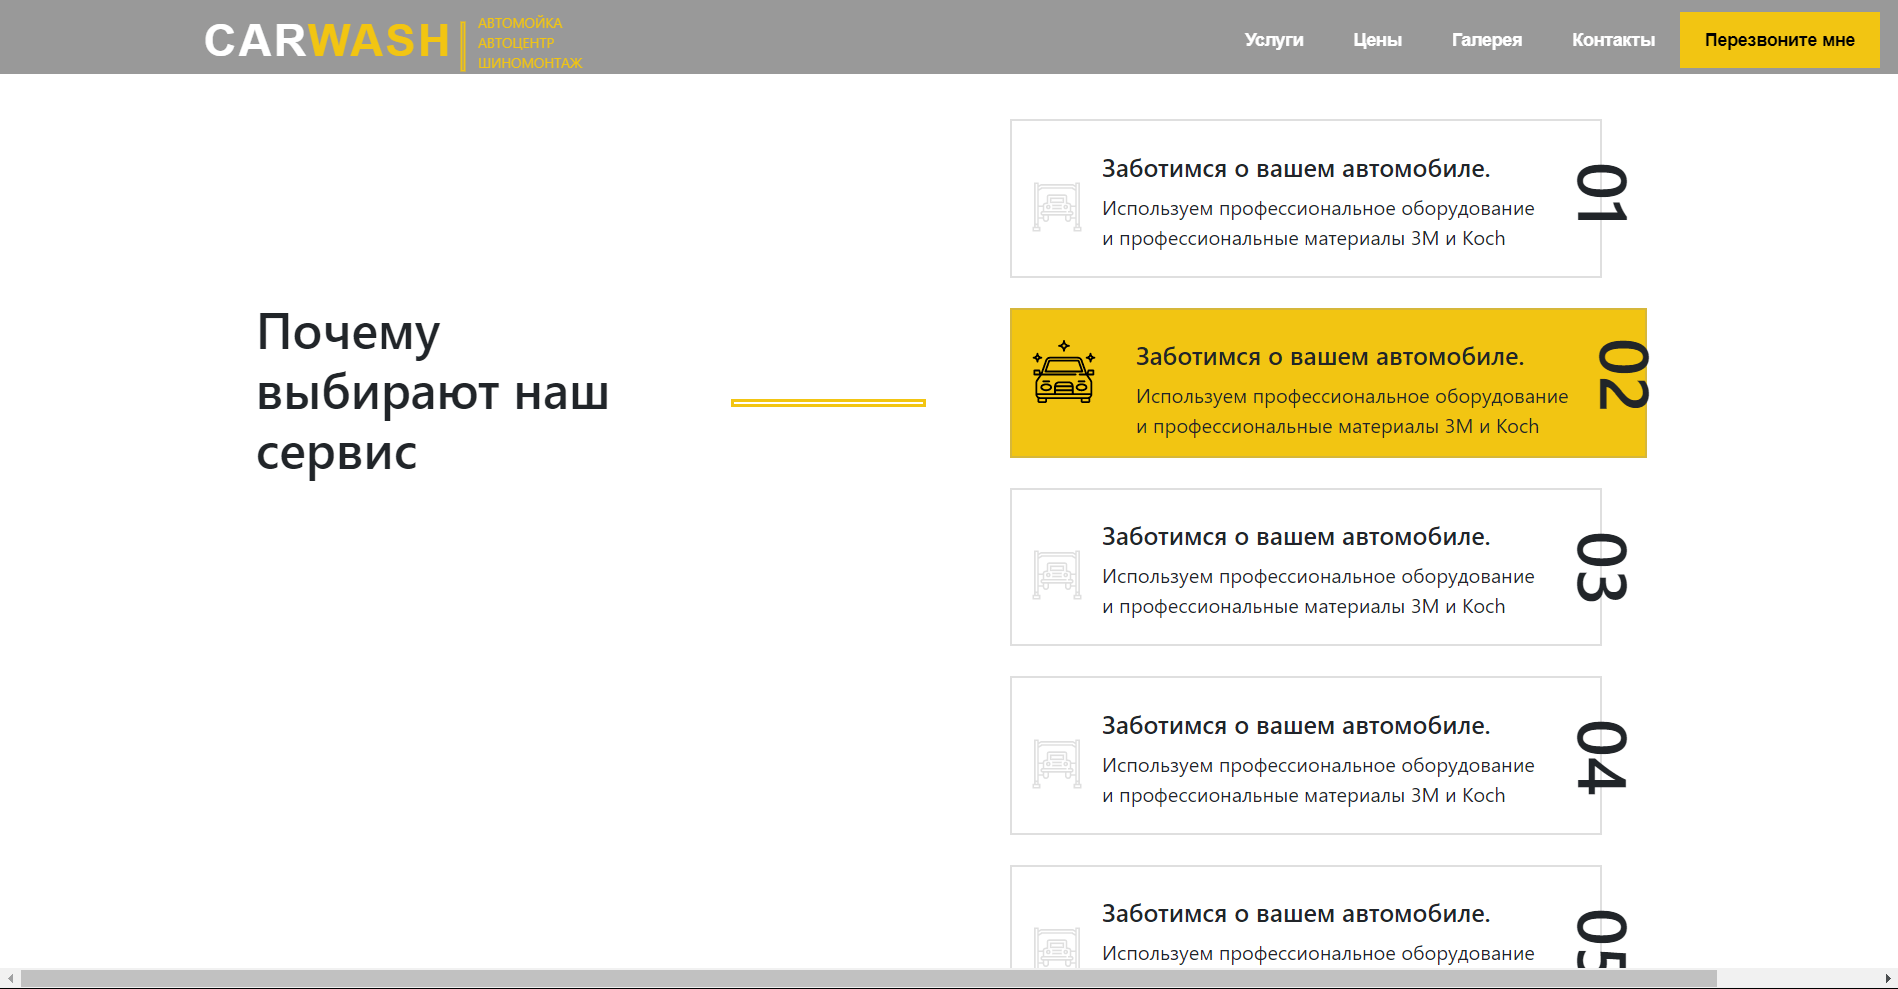 CARWASH
АВТОМОЙКА
АВТОЦЕНТР
ШИНОМОНТАЖ
Услуги Цены Галерея Контакты Перезвоните мне
Почему
выбирают наш
сервис
Заботимся о вашем автомобиле.
Используем профессиональное оборудование
и профессиональные материалы 3M и Koch
01
Заботимся о вашем автомобиле.
Используем профессиональное оборудование
и профессиональные материалы 3M и Koch
02
Заботимся о вашем автомобиле.
Используем профессиональное оборудование
и профессиональные материалы 3M и Koch
03
Заботимся о вашем автомобиле.
Используем профессиональное оборудование
и профессиональные материалы 3M и Koch
04
Заботимся о вашем автомобиле.
Используем профессиональное оборудование
05